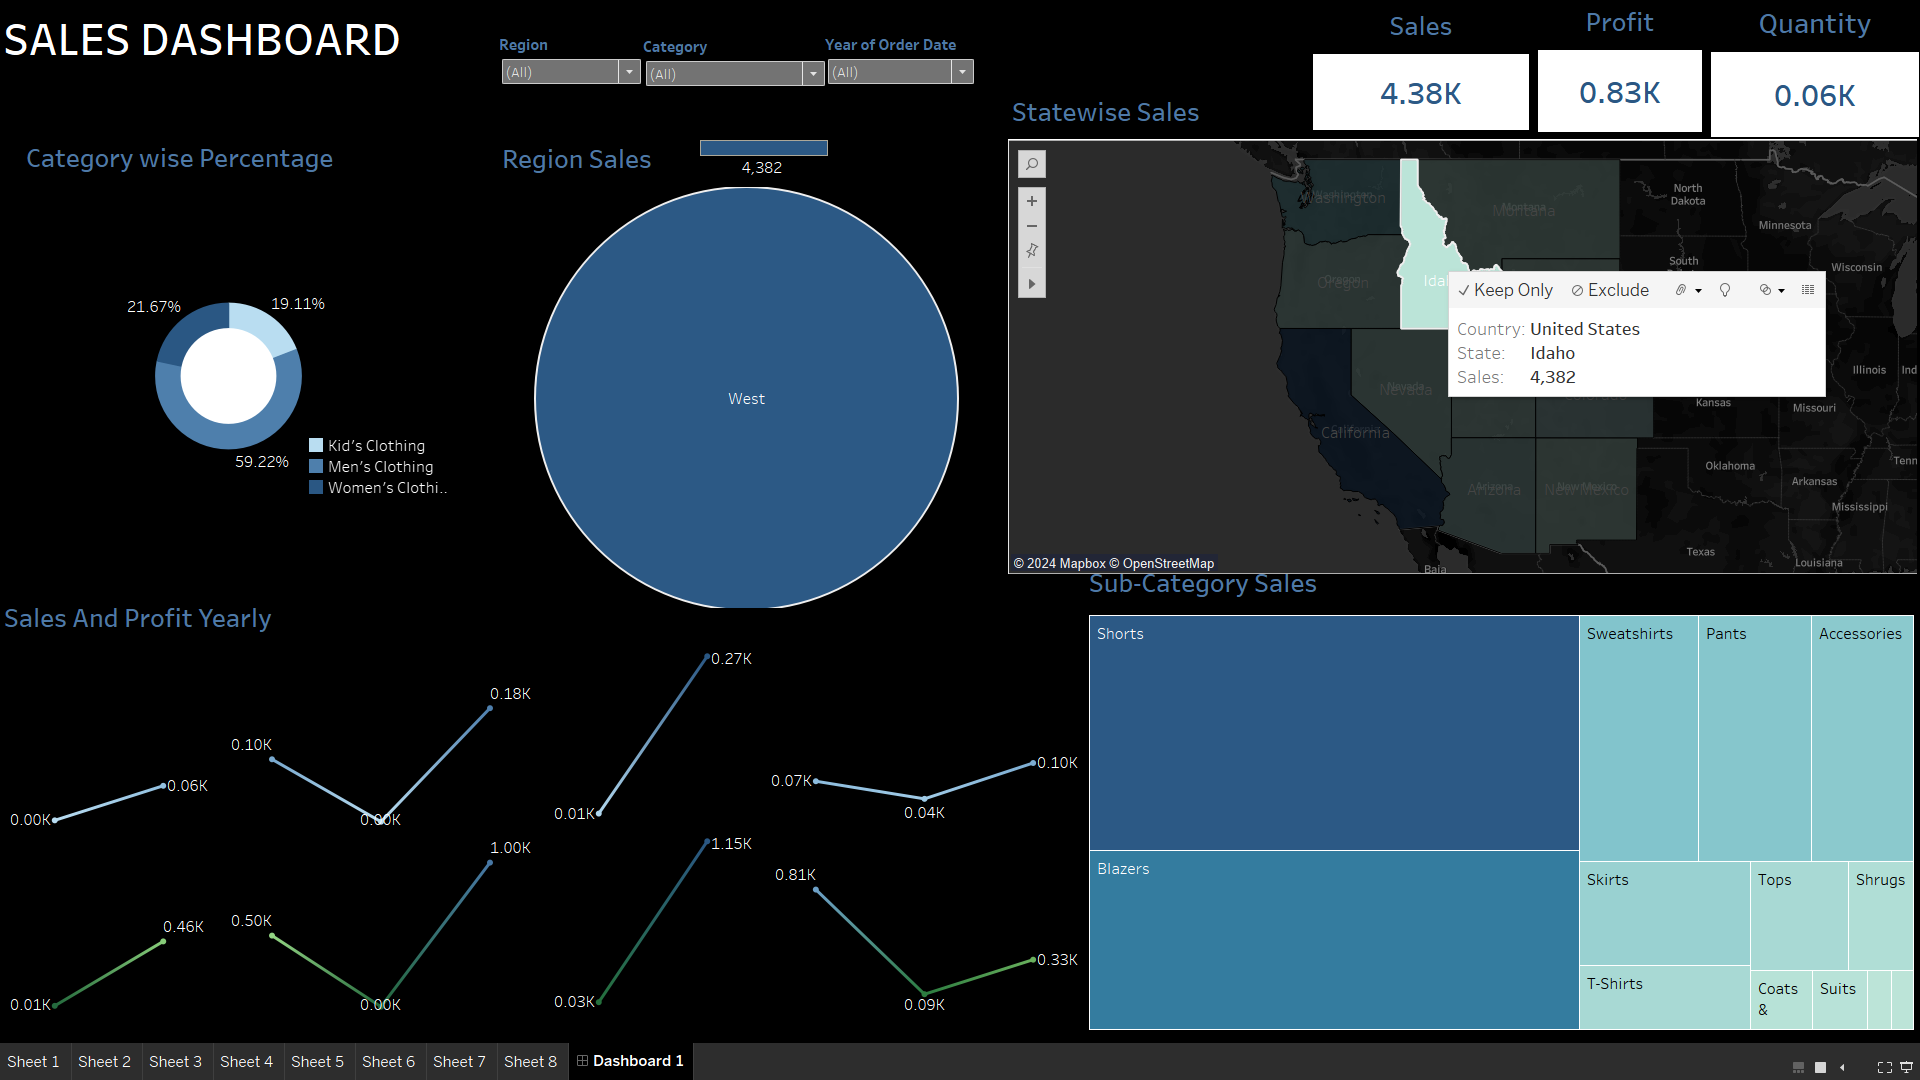 SALES DASHBOARD
Region
(All)
Category
(All)
Year of Order Date
(All)
Sales
4.38K
Profit
0.83K
Quantity
0.06K
Category wise Percentage
21.67%
19.11%
59.22%
Kid's Clothing
Men's Clothing
Women's Clothi..
Region Sales
4,382
West
Statewise Sales
Washington
Montana
Oregon
Idah
Nevada
California
Arizona
New Mexico
North
Dakota
Minnesota
South
Wisconsin
Illinois
Ind
Kansas
Missouri
Oklahoma
Tenn
Arkansas
Mississippi
Texas
Louisiana
Baja
Keep Only
Exclude
Country: United States
State: Idaho
Sales: 4,382
© 2024 Mapbox © OpenStreetMap
Sales And Profit Yearly
0.00K
0.06K
0.10K
0.00K
0.18K
0.01K
0.27K
0.07K
0.04K
0.10K
0.01K
0.46K
0.50K
0.00K
1.00K
0.03K
1.15K
0.81K
0.09K
0.33K
Sub-Category Sales
Shorts
Blazers
Sweatshirts
Pants
Accessories
Skirts
Tops
Shrugs
T-Shirts
Coats
&
Suits
Sheet 1
Sheet 2
Sheet 3
Sheet 4
Sheet 5
Sheet 6
Sheet 7
Sheet 8
Dashboard 1